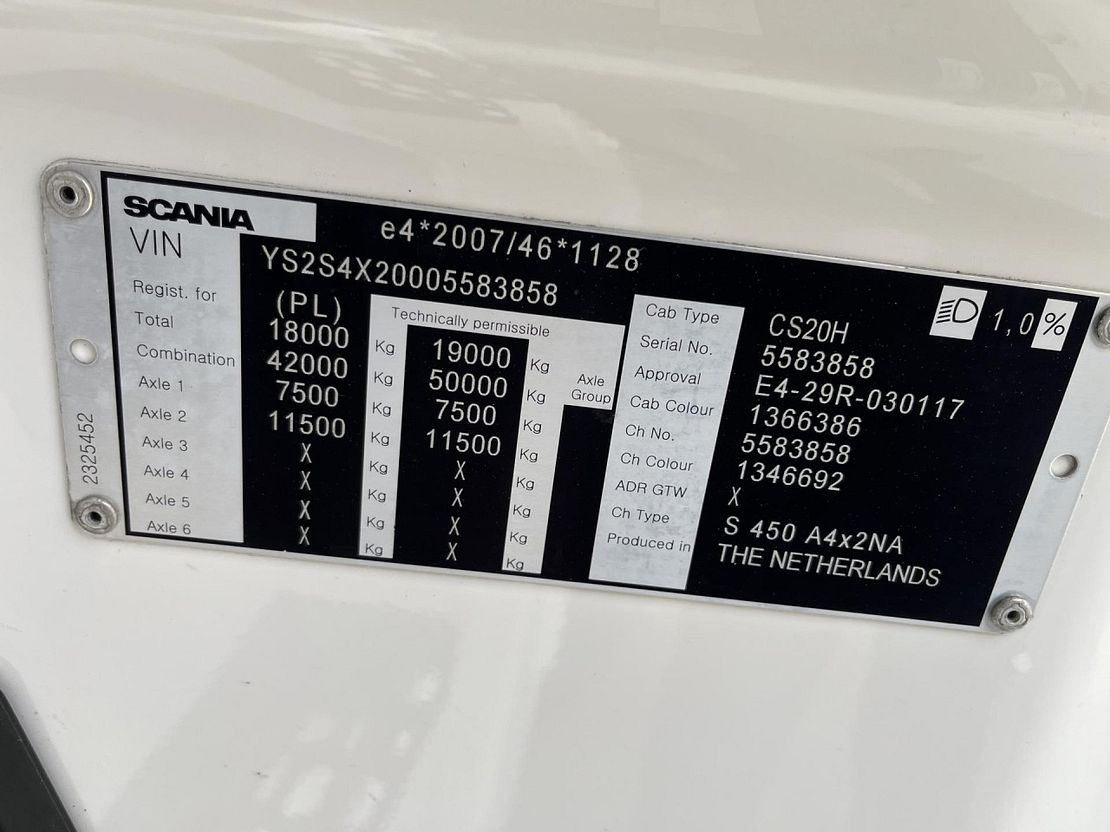 SCANIA
e4*2007/46*1128
VIN YS2S4X20005583858
Regist. for (PL) Technically permissible
Total 18000 Kg 19000 Kg
Combination 42000 Kg 50000 Kg Axle Group
Axle 1 7500 Kg 7500 Kg
Axle 2 11500 Kg 11500 Kg
Axle 3 X Kg X Kg
Axle 4 X Kg X Kg
Axle 5 X Kg X Kg
Axle 6 X Kg X Kg
2325452
Cab Type CS20H
1,0%
Serial No. 5583858
Approval E4-29R-030117
Cab Colour 1366386
Ch No. 5583858
Ch Colour 1346692
ADR GTW X
Ch Type S 450 A4x2NA
Produced in THE NETHERLANDS